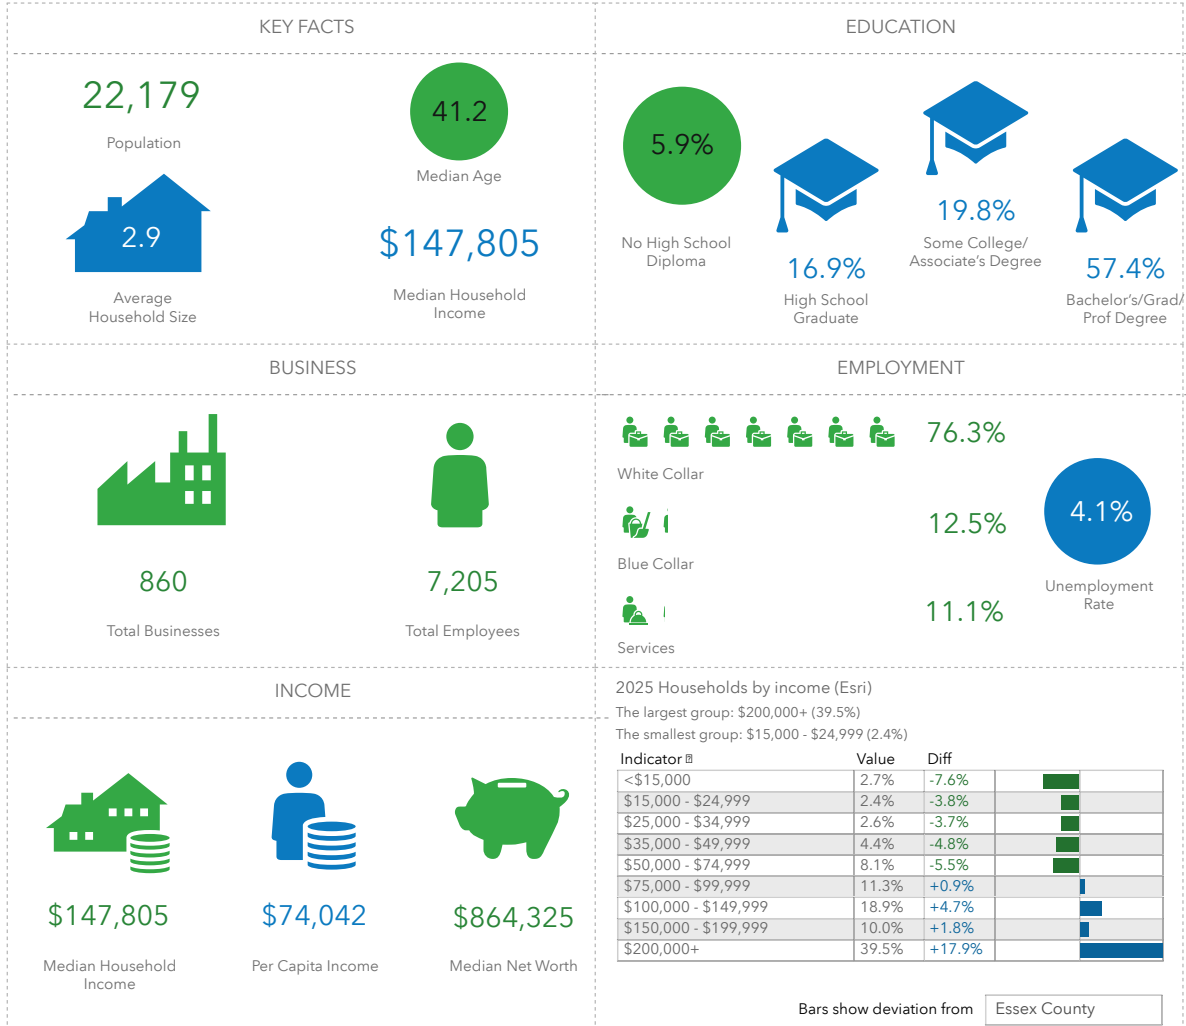 KEY FACTS
22,179
Population
41.2
Median Age
2.9
Average
Household Size
$147,805
Median Household
Income
EDUCATION
5.9%
No High School
Diploma
16.9%
High School
Graduate
19.8%
Some College/
Associate's Degree
57.4%
Bachelor's/Grad/
Prof Degree
BUSINESS
860
Total Businesses
7,205
Total Employees
EMPLOYMENT
76.3%
White Collar
12.5%
Blue Collar
11.1%
Services
4.1%
Unemployment
Rate
INCOME
$147,805
Median Household
Income
$74,042
Per Capita Income
$864,325
Median Net Worth
2025 Households by income (Esri)
The largest group: $200,000+ (39.5%)
The smallest group: $15,000 - $24,999 (2.4%)
Indicator Value Diff
<$15,000 2.7% -7.6%
$15,000 - $24,999 2.4% -3.8%
$25,000 - $34,999 2.6% -3.7%
$35,000 - $49,999 4.4% -4.8%
$50,000 - $74,999 8.1% -5.5%
$75,000 - $99,999 11.3% +0.9%
$100,000 - $149,999 18.9% +4.7%
$150,000 - $199,999 10.0% +1.8%
$200,000+ 39.5% +17.9%
Bars show deviation from Essex County